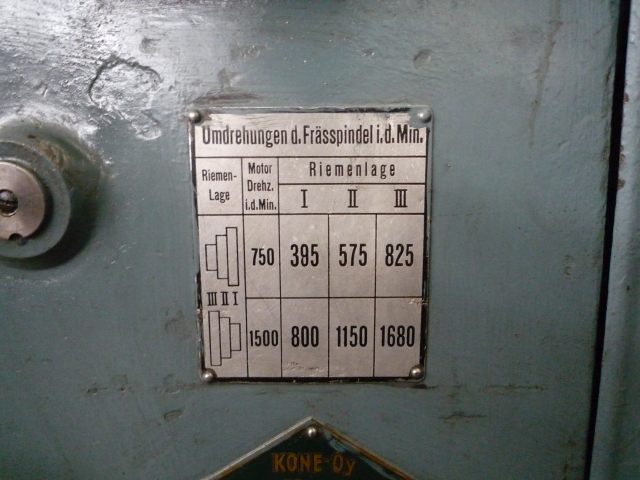 Umdrehungen d. Frässpindel i.d. Min.
Riemen-
Lage
Motor
Drehz.
i.d.Min.
Riemenlage
I II III
750 395 575 825
III II I
1500 800 1150 1680
KONE-Oy